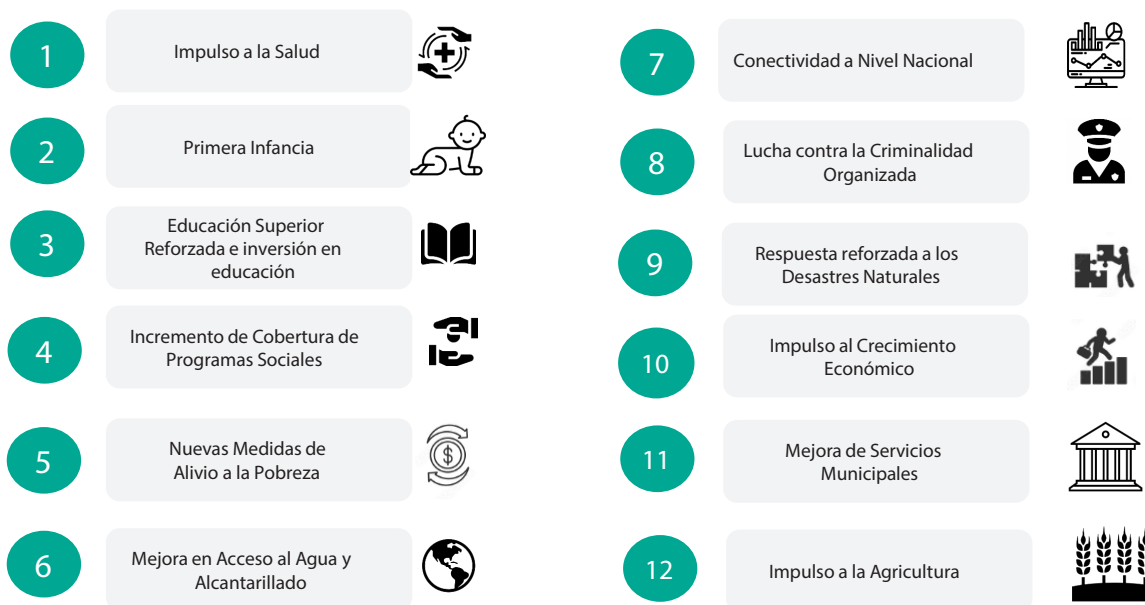 1
Impulso a la Salud
2
Primera Infancia
3
Educación Superior
Reforzada e inversión en
educación
4
Incremento de Cobertura de
Programas Sociales
5
Nuevas Medidas de
Alivio a la Pobreza
6
Mejora en Acceso al Agua y
Alcantarillado
7
Conectividad a Nivel Nacional
8
Lucha contra la Criminalidad
Organizada
9
Respuesta reforzada a los
Desastres Naturales
10
Impulso al Crecimiento
Económico
11
Mejora de Servicios
Municipales
12
Impulso a la Agricultura